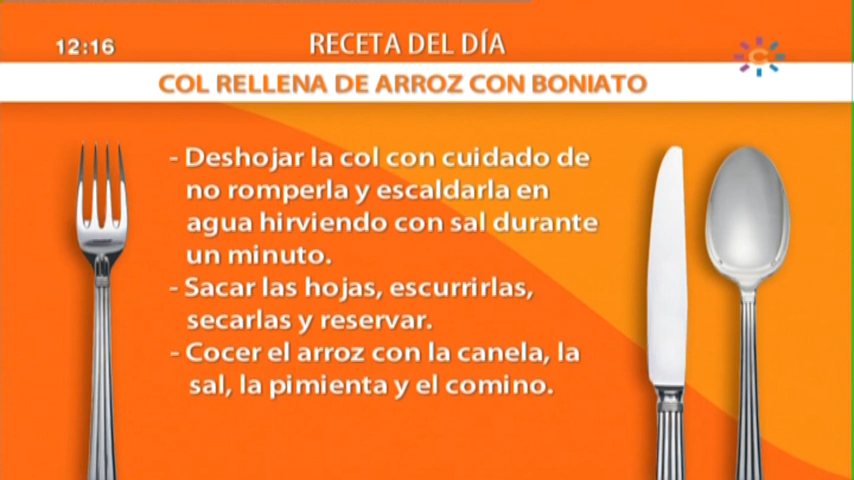 12:16
RECETA DEL DÍA
COL RELLENA DE ARROZ CON BONIATO
- Deshojar la col con cuidado de
no romperla y escaldarla en
agua hirviendo con sal durante
un minuto.
- Sacar las hojas, escurrirlas,
secarlas y reservar.
- Cocer el arroz con la canela, la
sal, la pimienta y el comino.